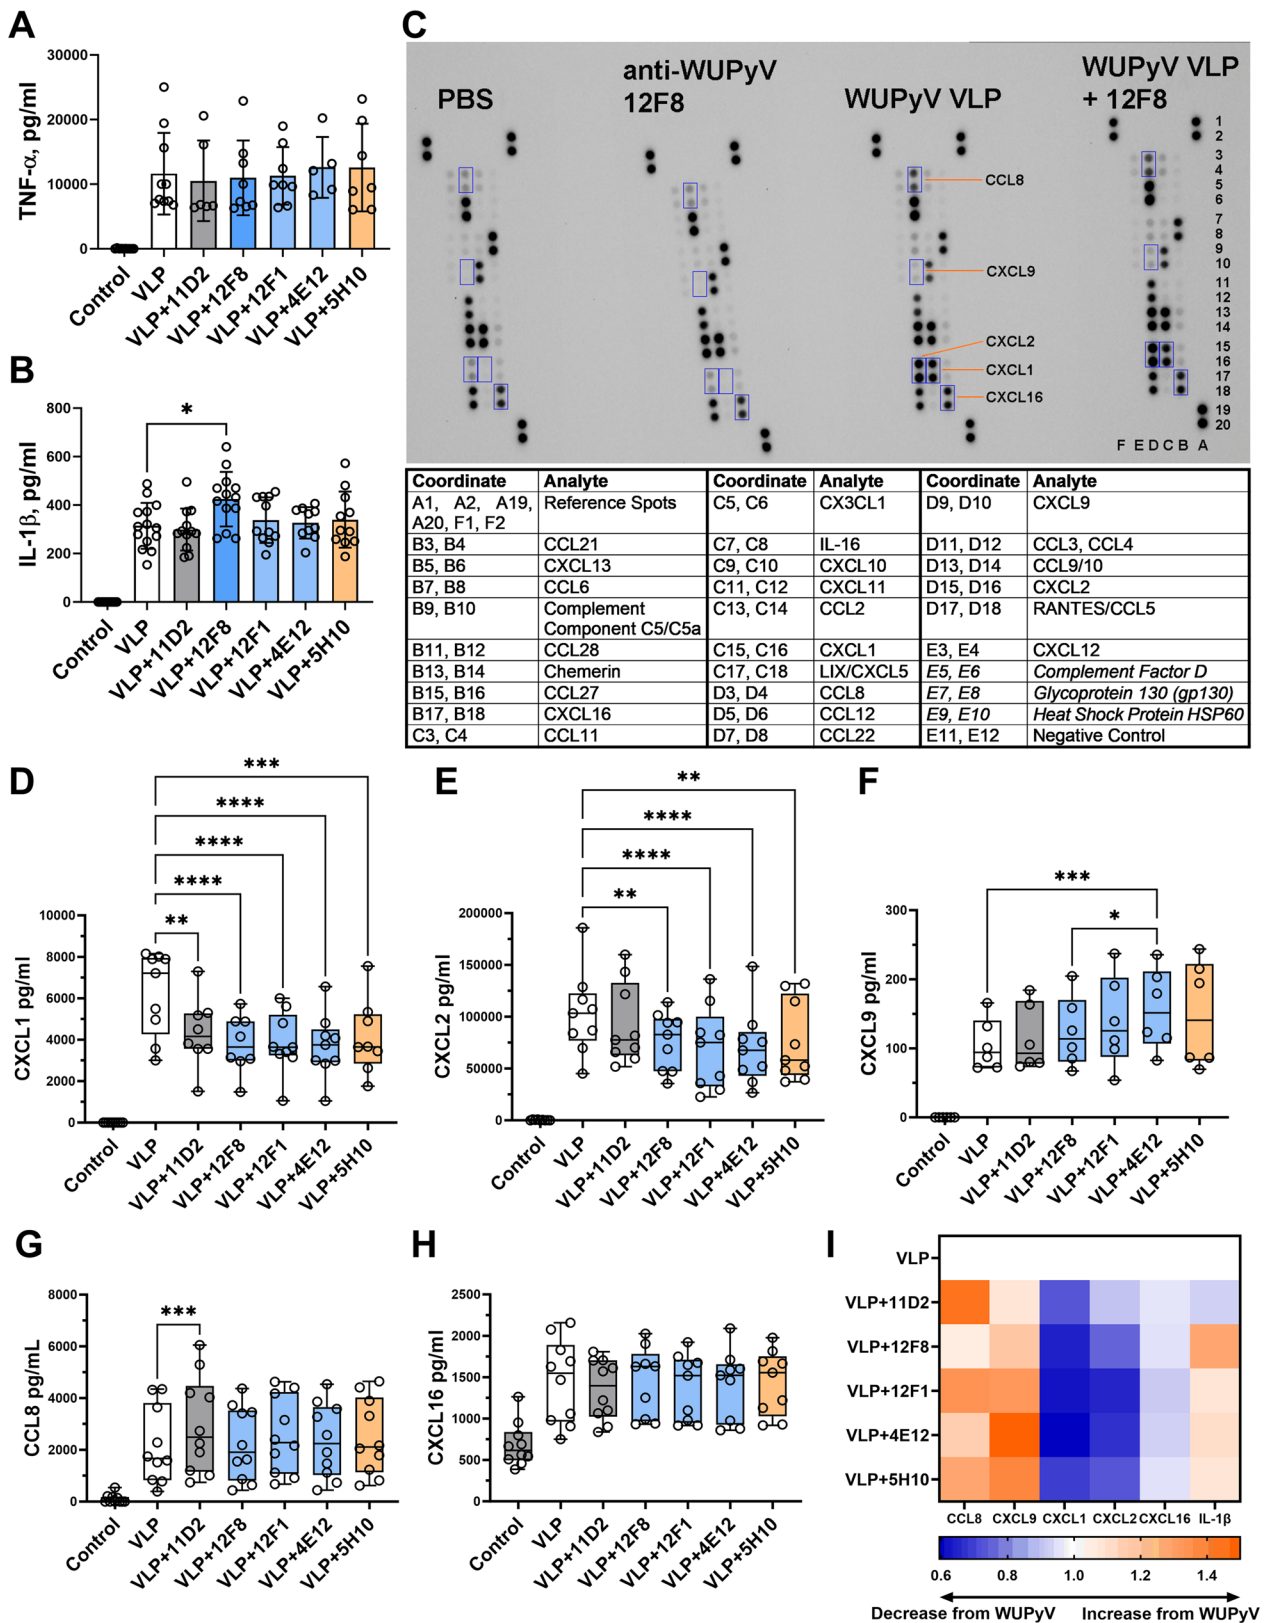 A
TNF-α, pg/ml
30000
20000
10000
0
Control
VLP
VLP+11D2
VLP+12F8
VLP+12F1
VLP+4E12
VLP+5H10
B
IL-1β, pg/ml
800
600
400
200
0
*
Control
VLP
VLP+11D2
VLP+12F8
VLP+12F1
VLP+4E12
VLP+5H10
C
PBS
anti-WUPyV
12F8
WUPyV VLP
WUPyV VLP
+ 12F8
CCL8
CXCL9
CXCL2
CXCL1
CXCL16
1
2
3
4
5
6
7
8
9
10
11
12
13
14
15
16
17
18
19
20
F E D C B A
Coordinate Analyte Coordinate Analyte Coordinate Analyte
A1, A2, A19, Reference Spots C5, C6 CX3CL1 D9, D10 CXCL9
A20, F1, F2
B3, B4 CCL21 C7, C8 IL-16 D11, D12 CCL3, CCL4
B5, B6 CXCL13 C9, C10 CXCL10 D13, D14 CCL9/10
B7, B8 CCL6 C11, C12 CXCL11 D15, D16 CXCL2
B9, B10 Complement C13, C14 CCL2 D17, D18 RANTES/CCL5
Component C5/C5a
B11, B12 CCL28 C15, C16 CXCL1 E3, E4 CXCL12
B13, B14 Chemerin C17, C18 LIX/CXCL5 E5, E6 Complement Factor D
B15, B16 CCL27 D3, D4 CCL8 E7, E8 Glycoprotein 130 (gp130)
B17, B18 CXCL16 D5, D6 CCL12 E9, E10 Heat Shock Protein HSP60
C3, C4 CCL11 D7, D8 CCL22 E11, E12 Negative Control
D
CXCL1 pg/ml
10000
8000
6000
4000
2000
0
***
****
****
****
**
Control
VLP
VLP+11D2
VLP+12F8
VLP+12F1
VLP+4E12
VLP+5H10
E
CXCL2 pg/ml
200000
150000
100000
50000
0
**
****
****
**
Control
VLP
VLP+11D2
VLP+12F8
VLP+12F1
VLP+4E12
VLP+5H10
F
CXCL9 pg/ml
300
200
100
0
***
*
Control
VLP
VLP+11D2
VLP+12F8
VLP+12F1
VLP+4E12
VLP+5H10
G
CCL8 pg/mL
8000
6000
4000
2000
0
***
Control
VLP
VLP+11D2
VLP+12F8
VLP+12F1
VLP+4E12
VLP+5H10
H
CXCL16 pg/ml
2500
2000
1500
1000
500
0
Control
VLP
VLP+11D2
VLP+12F8
VLP+12F1
VLP+4E12
VLP+5H10
I
VLP
VLP+11D2
VLP+12F8
VLP+12F1
VLP+4E12
VLP+5H10
CCL8 CXCL9 CXCL1 CXCL2 CXCL16 IL-1β
0.6 0.8 1.0 1.2 1.4
Decrease from WUPyV Increase from WUPyV